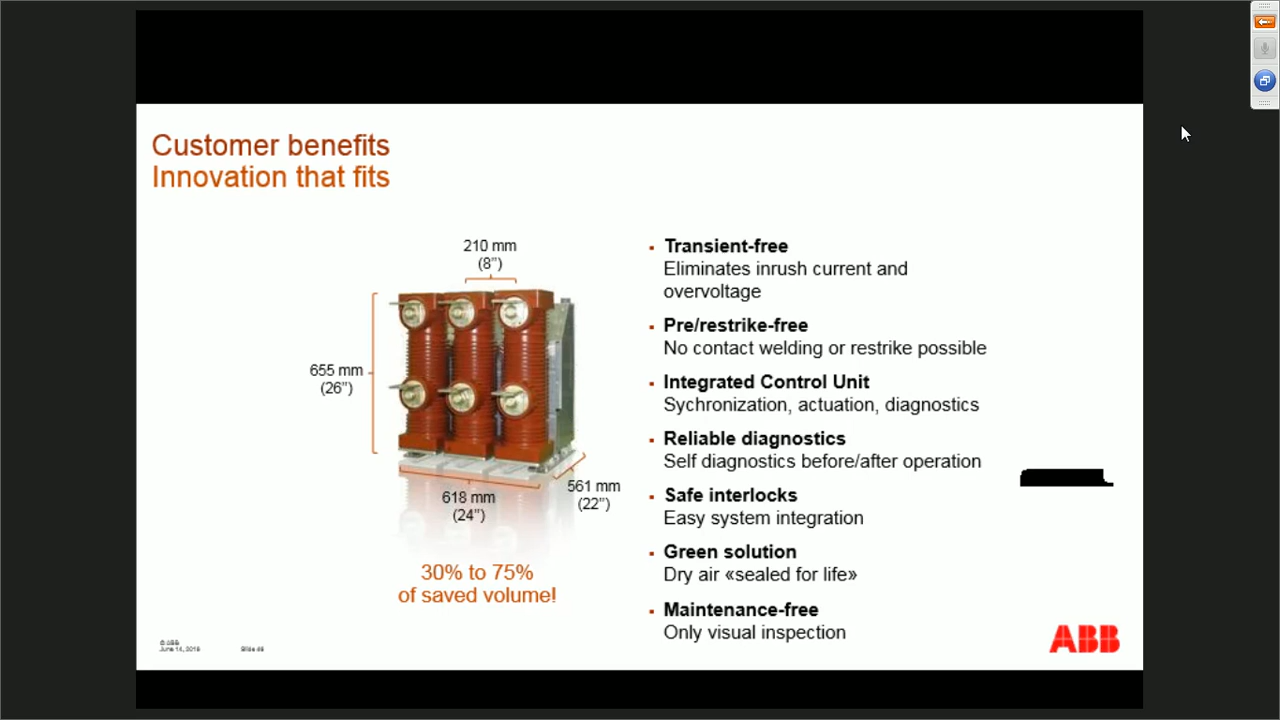 Customer benefits
Innovation that fits
210 mm
(8”)
655 mm
(26”)
618 mm
(24”)
561 mm
(22”)
30% to 75%
of saved volume!
Transient-free
Eliminates inrush current and
overvoltage
Pre/restrike-free
No contact welding or restrike possible
Integrated Control Unit
Sychronization, actuation, diagnostics
Reliable diagnostics
Self diagnostics before/after operation
Safe interlocks
Easy system integration
Green solution
Dry air «sealed for life»
Maintenance-free
Only visual inspection
© ABB
Slide 46
ABB